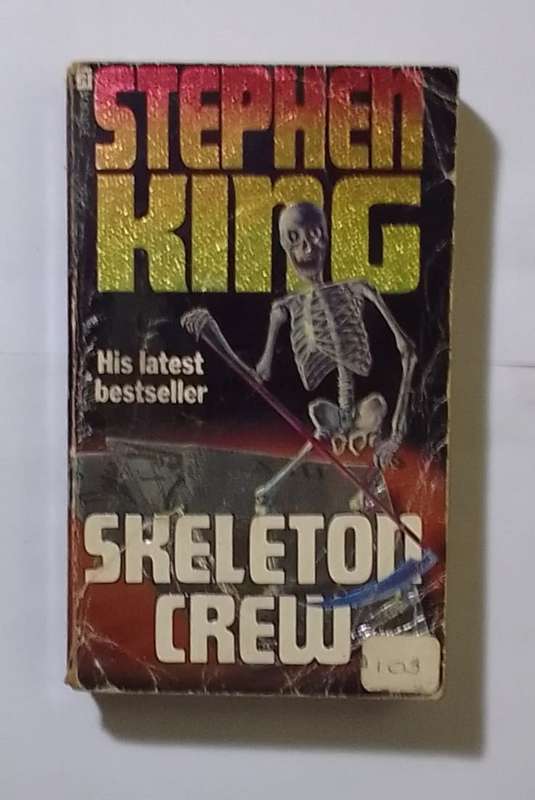 STEPHEN
KING
His latest
bestseller
SKELETON
CREW